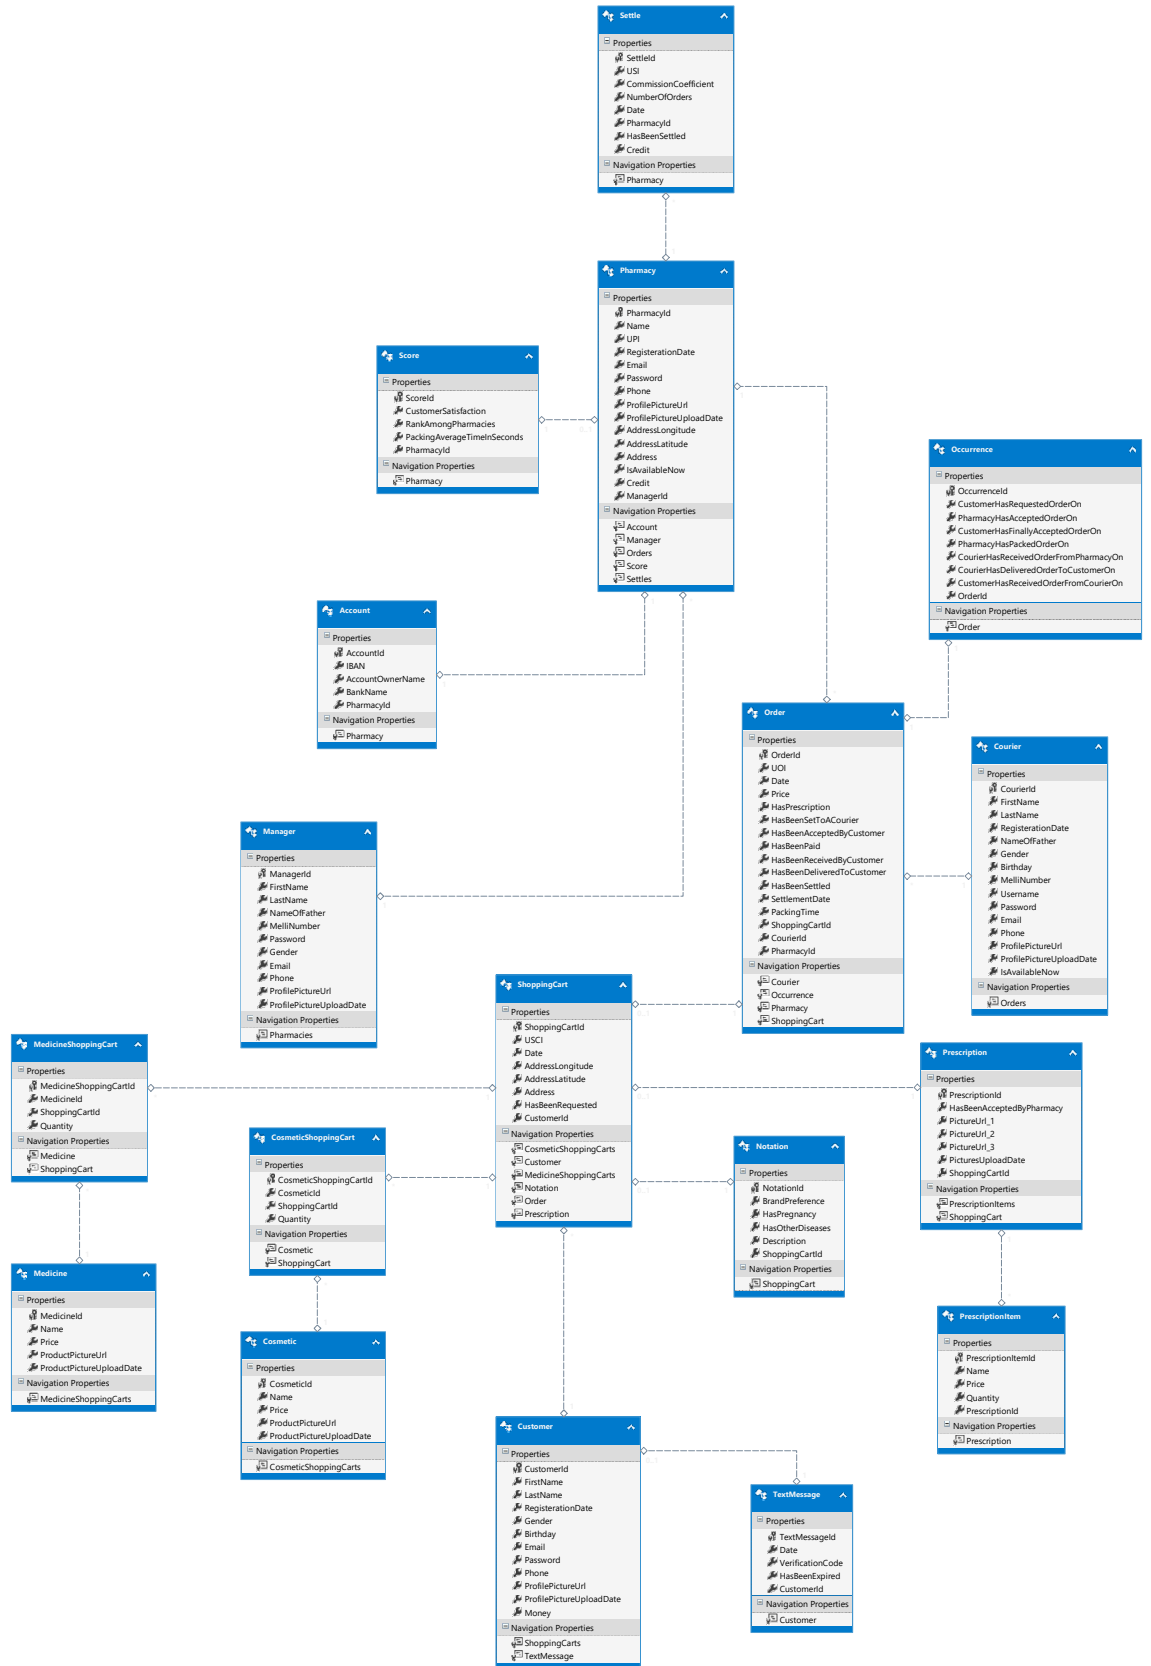 Settle
Properties
SettleId
USI
CommissionCoefficient
NumberOfOrders
Date
PharmacyId
HasBeenSettled
Credit
Navigation Properties
Pharmacy
Pharmacy
Properties
PharmacyId
Name
UPI
RegisterationDate
Email
Password
Phone
ProfilePictureUrl
ProfilePictureUploadDate
AddressLongitude
AddressLatitude
Address
IsAvailableNow
Credit
ManagerId
Navigation Properties
Account
Manager
Orders
Score
Settles
Score
Properties
ScoreId
CustomerSatisfaction
RankAmongPharmacies
PackingAverageTimeInSeconds
PharmacyId
Navigation Properties
Pharmacy
Occurrence
Properties
OccurrenceId
CustomerHasRequestedOrderOn
PharmacyHasAcceptedOrderOn
CustomerHasFinallyAcceptedOrderOn
PharmacyHasPackedOrderOn
CourierHasReceivedOrderFromPharmacyOn
CourierHasDeliveredOrderToCustomerOn
CustomerHasReceivedOrderFromCourierOn
OrderId
Navigation Properties
Order
Account
Properties
AccountId
IBAN
AccountOwnerName
BankName
PharmacyId
Navigation Properties
Pharmacy
Order
Properties
OrderId
UOI
Date
Price
HasPrescription
HasBeenSetToACourier
HasBeenAcceptedByCustomer
HasBeenPaid
HasBeenReceivedByCustomer
HasBeenDeliveredToCustomer
HasBeenSettled
SettlementDate
PackingTime
ShoppingCartId
CourierId
PharmacyId
Navigation Properties
Courier
Occurrence
Pharmacy
ShoppingCart
Courier
Properties
CourierId
FirstName
LastName
RegisterationDate
NameOfFather
Gender
Birthday
MelliNumber
Username
Password
Email
Phone
ProfilePictureUrl
ProfilePictureUploadDate
IsAvailableNow
Navigation Properties
Orders
Manager
Properties
ManagerId
FirstName
LastName
NameOfFather
MelliNumber
Password
Gender
Email
Phone
ProfilePictureUrl
ProfilePictureUploadDate
Navigation Properties
Pharmacies
ShoppingCart
Properties
ShoppingCartId
USCI
Date
AddressLongitude
AddressLatitude
Address
HasBeenRequested
CustomerId
Navigation Properties
CosmeticShoppingCarts
Customer
MedicineShoppingCarts
Notation
Order
Prescription
MedicineShoppingCart
Properties
MedicineShoppingCartId
MedicineId
ShoppingCartId
Quantity
Navigation Properties
Medicine
ShoppingCart
Prescription
Properties
PrescriptionId
HasBeenAcceptedByPharmacy
PictureUrl_1
PictureUrl_2
PictureUrl_3
PicturesUploadDate
ShoppingCartId
Navigation Properties
PrescriptionItems
ShoppingCart
CosmeticShoppingCart
Properties
CosmeticShoppingCartId
CosmeticId
ShoppingCartId
Quantity
Navigation Properties
Cosmetic
ShoppingCart
Notation
Properties
NotationId
BrandPreference
HasPregnancy
HasOtherDiseases
Description
ShoppingCartId
Navigation Properties
ShoppingCart
Medicine
Properties
MedicineId
Name
Price
ProductPictureUrl
ProductPictureUploadDate
Navigation Properties
MedicineShoppingCarts
PrescriptionItem
Properties
PrescriptionItemId
Name
Price
Quantity
PrescriptionId
Navigation Properties
Prescription
Cosmetic
Properties
CosmeticId
Name
Price
ProductPictureUrl
ProductPictureUploadDate
Navigation Properties
CosmeticShoppingCarts
Customer
Properties
CustomerId
FirstName
LastName
RegisterationDate
Gender
Birthday
Email
Password
Phone
ProfilePictureUrl
ProfilePictureUploadDate
Money
Navigation Properties
ShoppingCarts
TextMessage
TextMessage
Properties
TextMessageId
Date
VerificationCode
HasBeenExpired
CustomerId
Navigation Properties
Customer